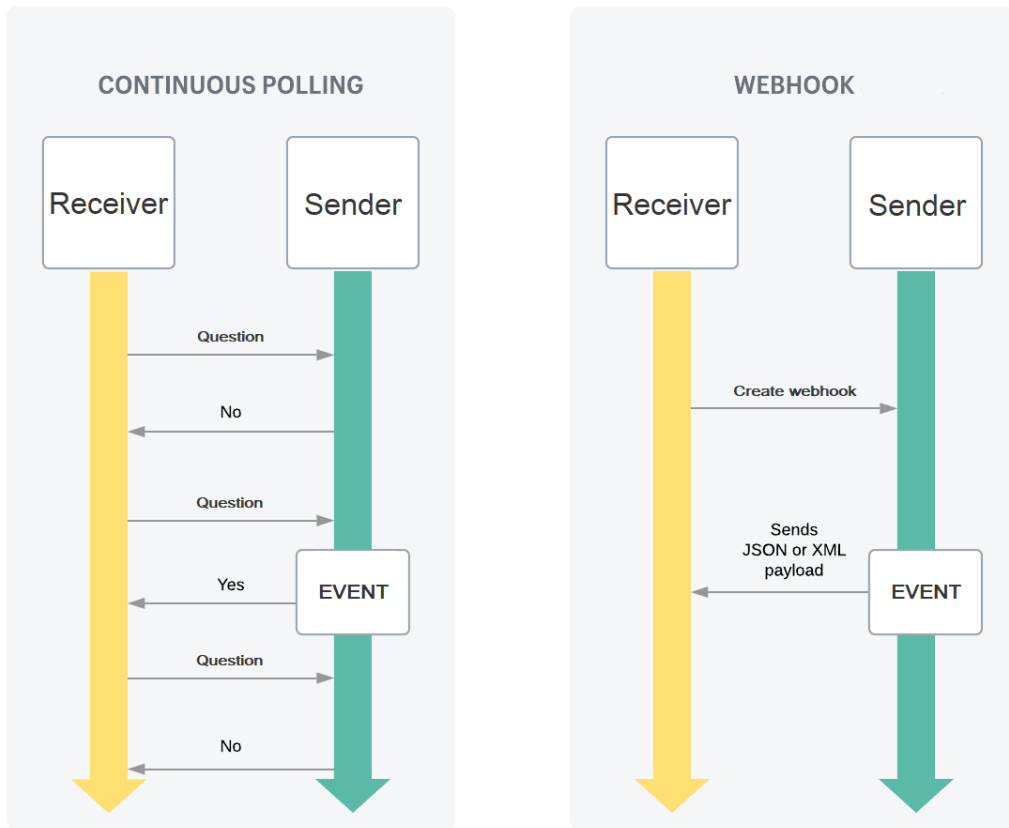 CONTINUOUS POLLING
Receiver
Sender
Question
No
Question
Yes
EVENT
Question
No
WEBHOOK
Receiver
Sender
Create webhook
Sends
JSON or XML
payload
EVENT